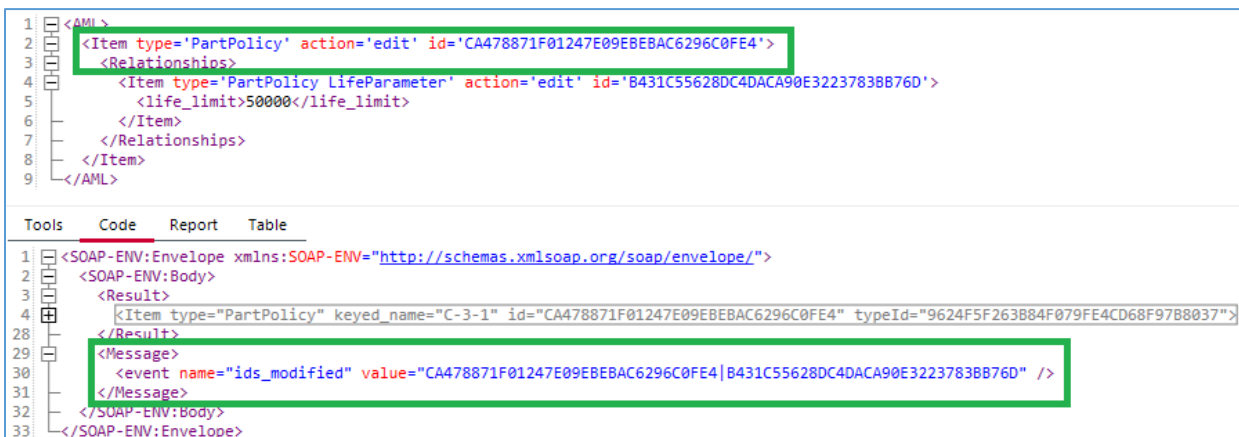 1 <AML>
2 <Item type='PartPolicy' action='edit' id='CA478871F01247E09EBEBAC6296C0FE4'>
3 <Relationships>
4 <Item type='PartPolicy LifeParameter' action='edit' id='B431C55628DC4DACA90E3223783BB76D'>
5 <life_limit>50000</life_limit>
6 </Item>
7 </Relationships>
8 </Item>
9 </AML>
Tools Code Report Table
1 <SOAP-ENV:Envelope xmlns:SOAP-ENV="http://schemas.xmlsoap.org/soap/envelope/">
2 <SOAP-ENV:Body>
3 <Result>
4 <Item type="PartPolicy" keyed_name="C-3-1" id="CA478871F01247E09EBEBAC6296C0FE4" typeId="9624F5F263B84F079FE4CD68F97B8037">
28 </Result>
29 <Message>
30 <event name="ids_modified" value="CA478871F01247E09EBEBAC6296C0FE4|B431C55628DC4DACA90E3223783BB76D" />
31 </Message>
32 </SOAP-ENV:Body>
33 </SOAP-ENV:Envelope>